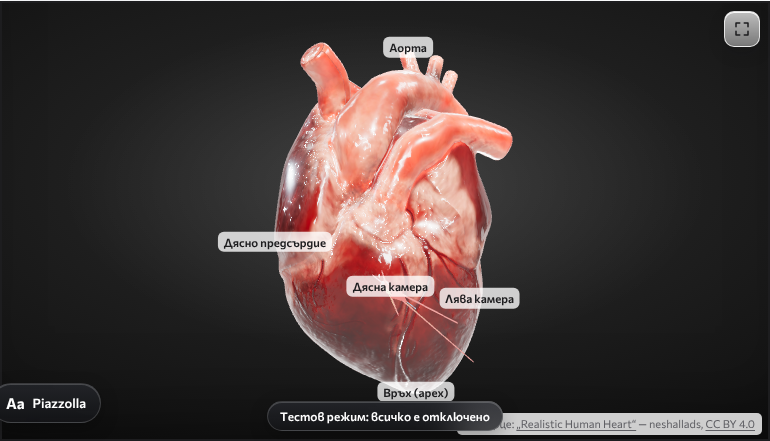 Аорта
Дясно предсърдие
Дясна камера
Лява камера
Връх (apex)
Aa Piazzolla
Тестов режим: всичко е отключено
„Realistic Human Heart“ — neshallads, CC BY 4.0